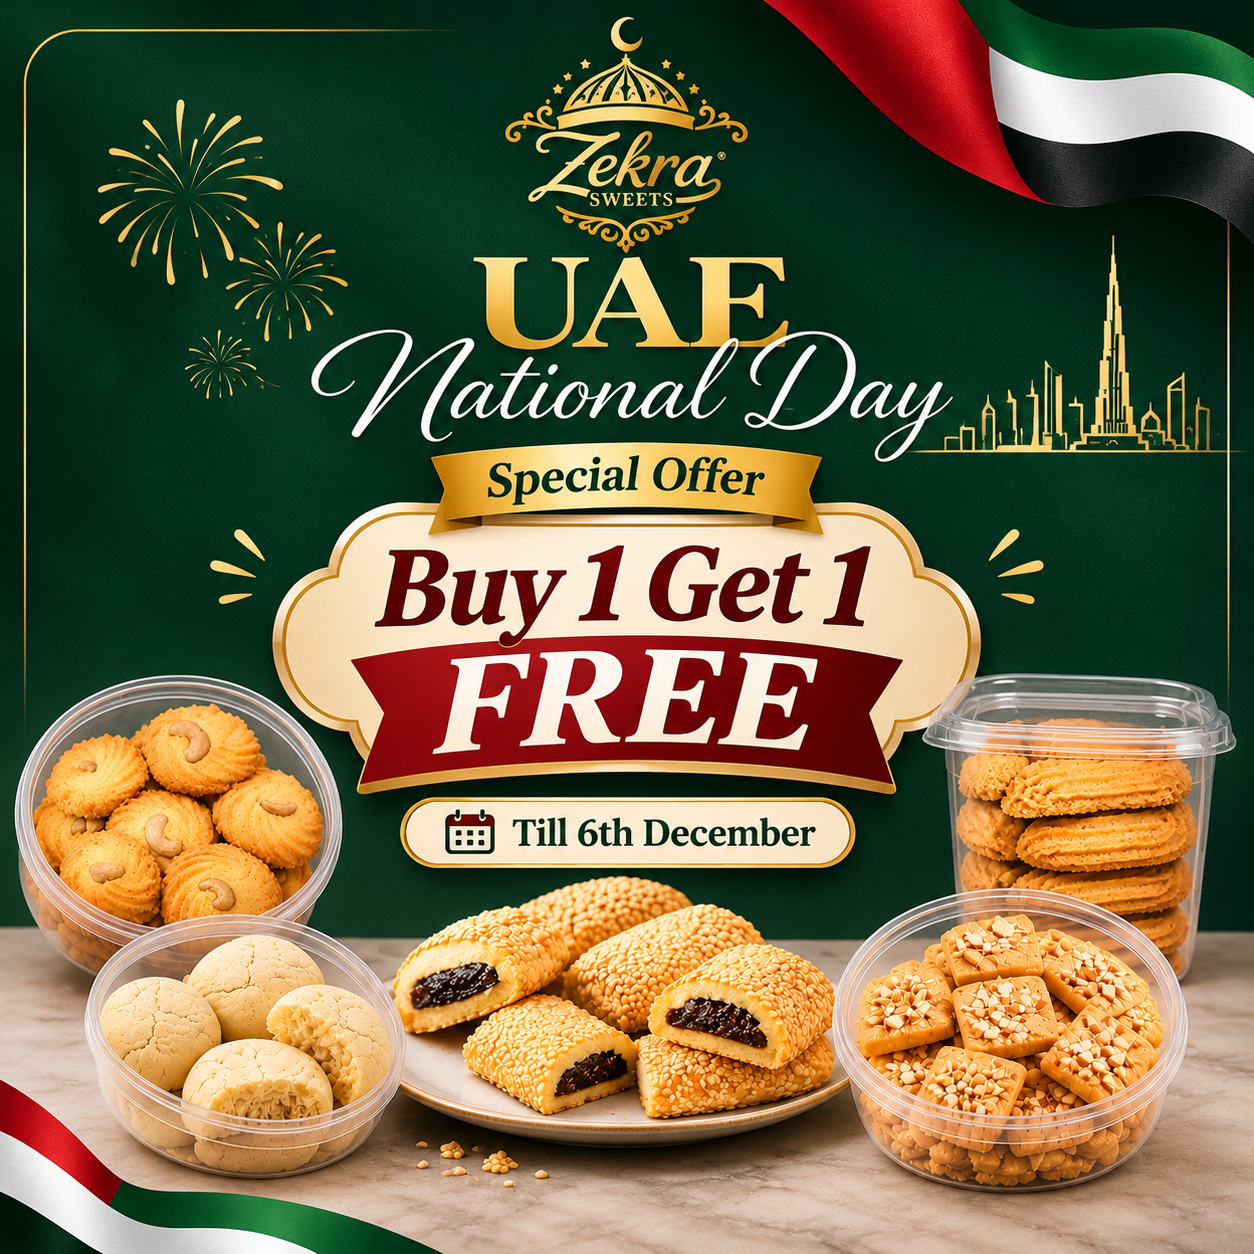 Zekra®
SWEETS
UAE
National Day
Special Offer
Buy 1 Get 1
FREE
Till 6th December